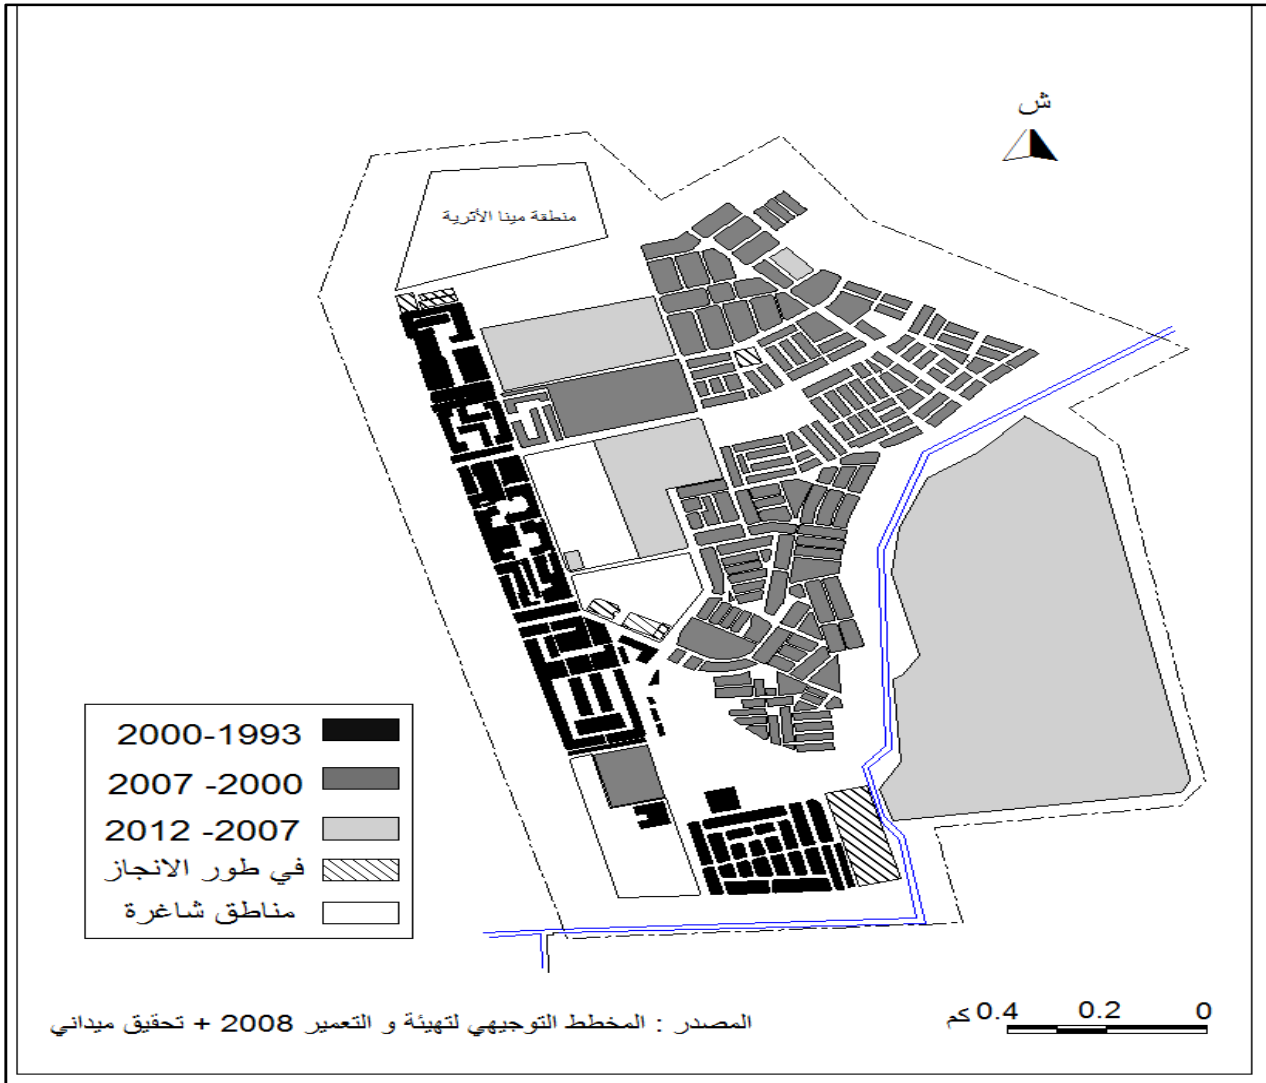 ش
منطقة مينا الأثرية
2000-1993
2007 -2000
2012 -2007
في طور الانجاز
مناطق شاغرة
المصدر : المخطط التوجيهي لتهيئة و التعمير 2008 + تحقيق ميداني
0 0.2 0.4 كم